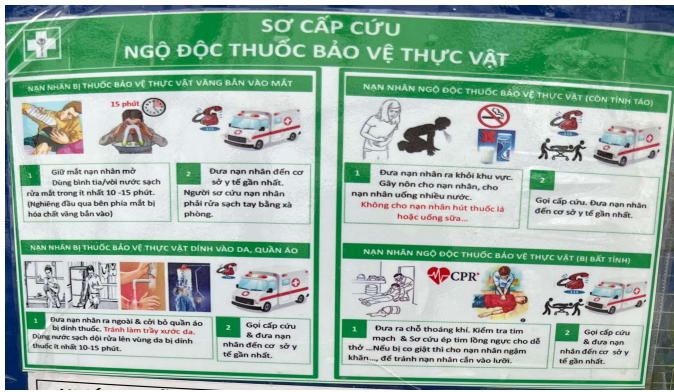 SƠ CẤP CỨU
NGỘ ĐỘC THUỐC BẢO VỆ THỰC VẬT
NẠN NHÂN BỊ THUỐC BẢO VỆ THỰC VẬT VĂNG BẮN VÀO MẮT
15 phút
1
Giữ mắt nạn nhân mở
Dùng bình tia/vòi nước sạch
rửa mắt trong ít nhất 10 -15 phút.
(Nghiêng đầu qua bên phía mắt bị
hóa chất văng bắn vào)
2
Đưa nạn nhân đến cơ
sở y tế gần nhất.
Người sơ cứu nạn nhân
phải rửa sạch tay bằng xà
phòng.
NẠN NHÂN NGỘ ĐỘC THUỐC BẢO VỆ THỰC VẬT (CÒN TỈNH TÁO)
1
Đưa nạn nhân ra khỏi khu vực.
Gây nôn cho nạn nhân, cho
nạn nhân uống nhiều nước.
Không cho nạn nhân hút thuốc lá
hoặc uống sữa...
2
Gọi cấp cứu. Đưa nạn nhân
đến cơ sở y tế gần nhất.
NẠN NHÂN BỊ THUỐC BẢO VỆ THỰC VẬT DÍNH VÀO DA, QUẦN ÁO
1
Đưa nạn nhân ra ngoài & cởi bỏ quần áo
bị dính thuốc. Tránh làm trầy xước da.
Dùng nước sạch dội rửa lên vùng da bị dính
thuốc ít nhất 10-15 phút.
2
Gọi cấp cứu
& đưa nạn
nhân đến cơ sở y
tế gần nhất.
NẠN NHÂN NGỘ ĐỘC THUỐC BẢO VỆ THỰC VẬT (BỊ BẤT TỈNH)
CPR
1
Đưa ra chỗ thoáng khí. Kiểm tra tim
mạch & Sơ cứu ép tim lồng ngực cho dễ
thở ...Nếu bị co giật thì cho nạn nhân ngậm
khăn..., để tránh nạn nhân cắn vào lưỡi.
2
Gọi cấp cứu
& đưa nạn
nhân đến cơ sở y
tế gần nhất.